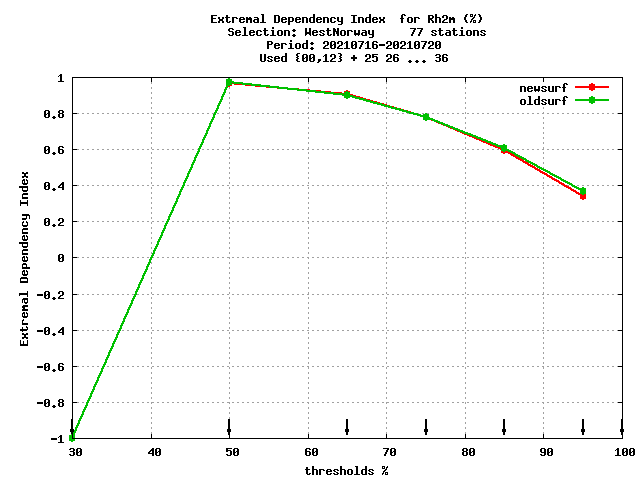 Extremal Dependency Index  for Rh2m (%)
Selection: WestNorway     77 stations
Period: 20210716-20210720
Used {00,12} + 25 26 ... 36
newsurf
oldsurf
Extremal Dependency Index
1
0.8
0.6
0.4
0.2
0
-0.2
-0.4
-0.6
-0.8
-1
30 40 50 60 70 80 90 100
thresholds %